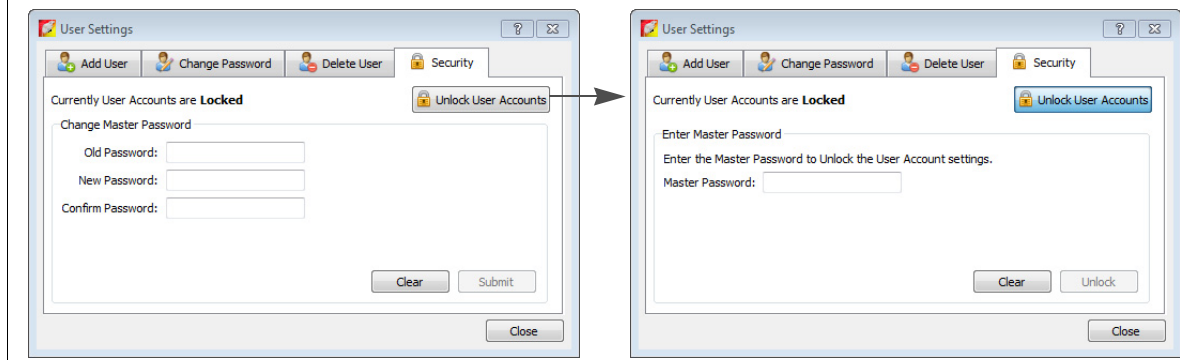 User Settings
Add User Change Password Delete User Security
Currently User Accounts are Locked Unlock User Accounts
Change Master Password
Old Password:
New Password:
Confirm Password:
Clear Submit
Close
User Settings
Add User Change Password Delete User Security
Currently User Accounts are Locked Unlock User Accounts
Enter Master Password
Enter the Master Password to Unlock the User Account settings.
Master Password:
Clear Unlock
Close